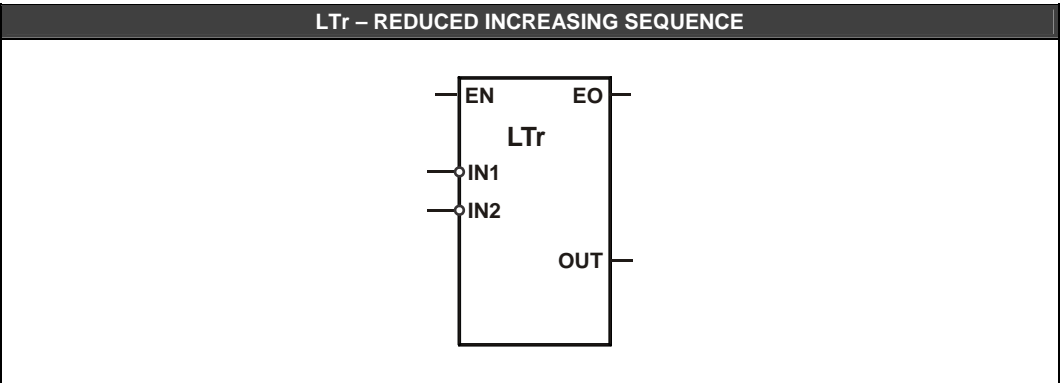 LTr – REDUCED INCREASING SEQUENCE
EN EO
LTr
IN1
IN2
OUT